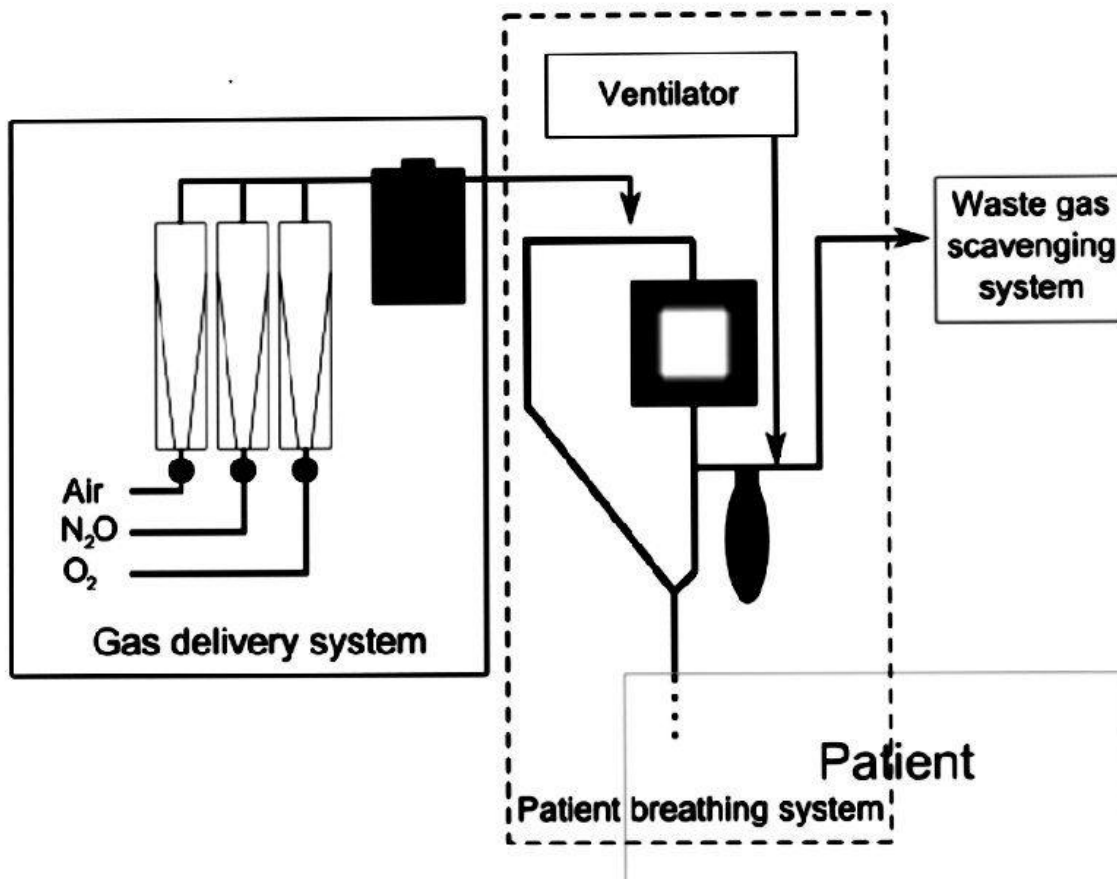 Ventilator
Waste gas
scavenging
system
Air
N₂O
O₂
Gas delivery system
Patient
Patient breathing system